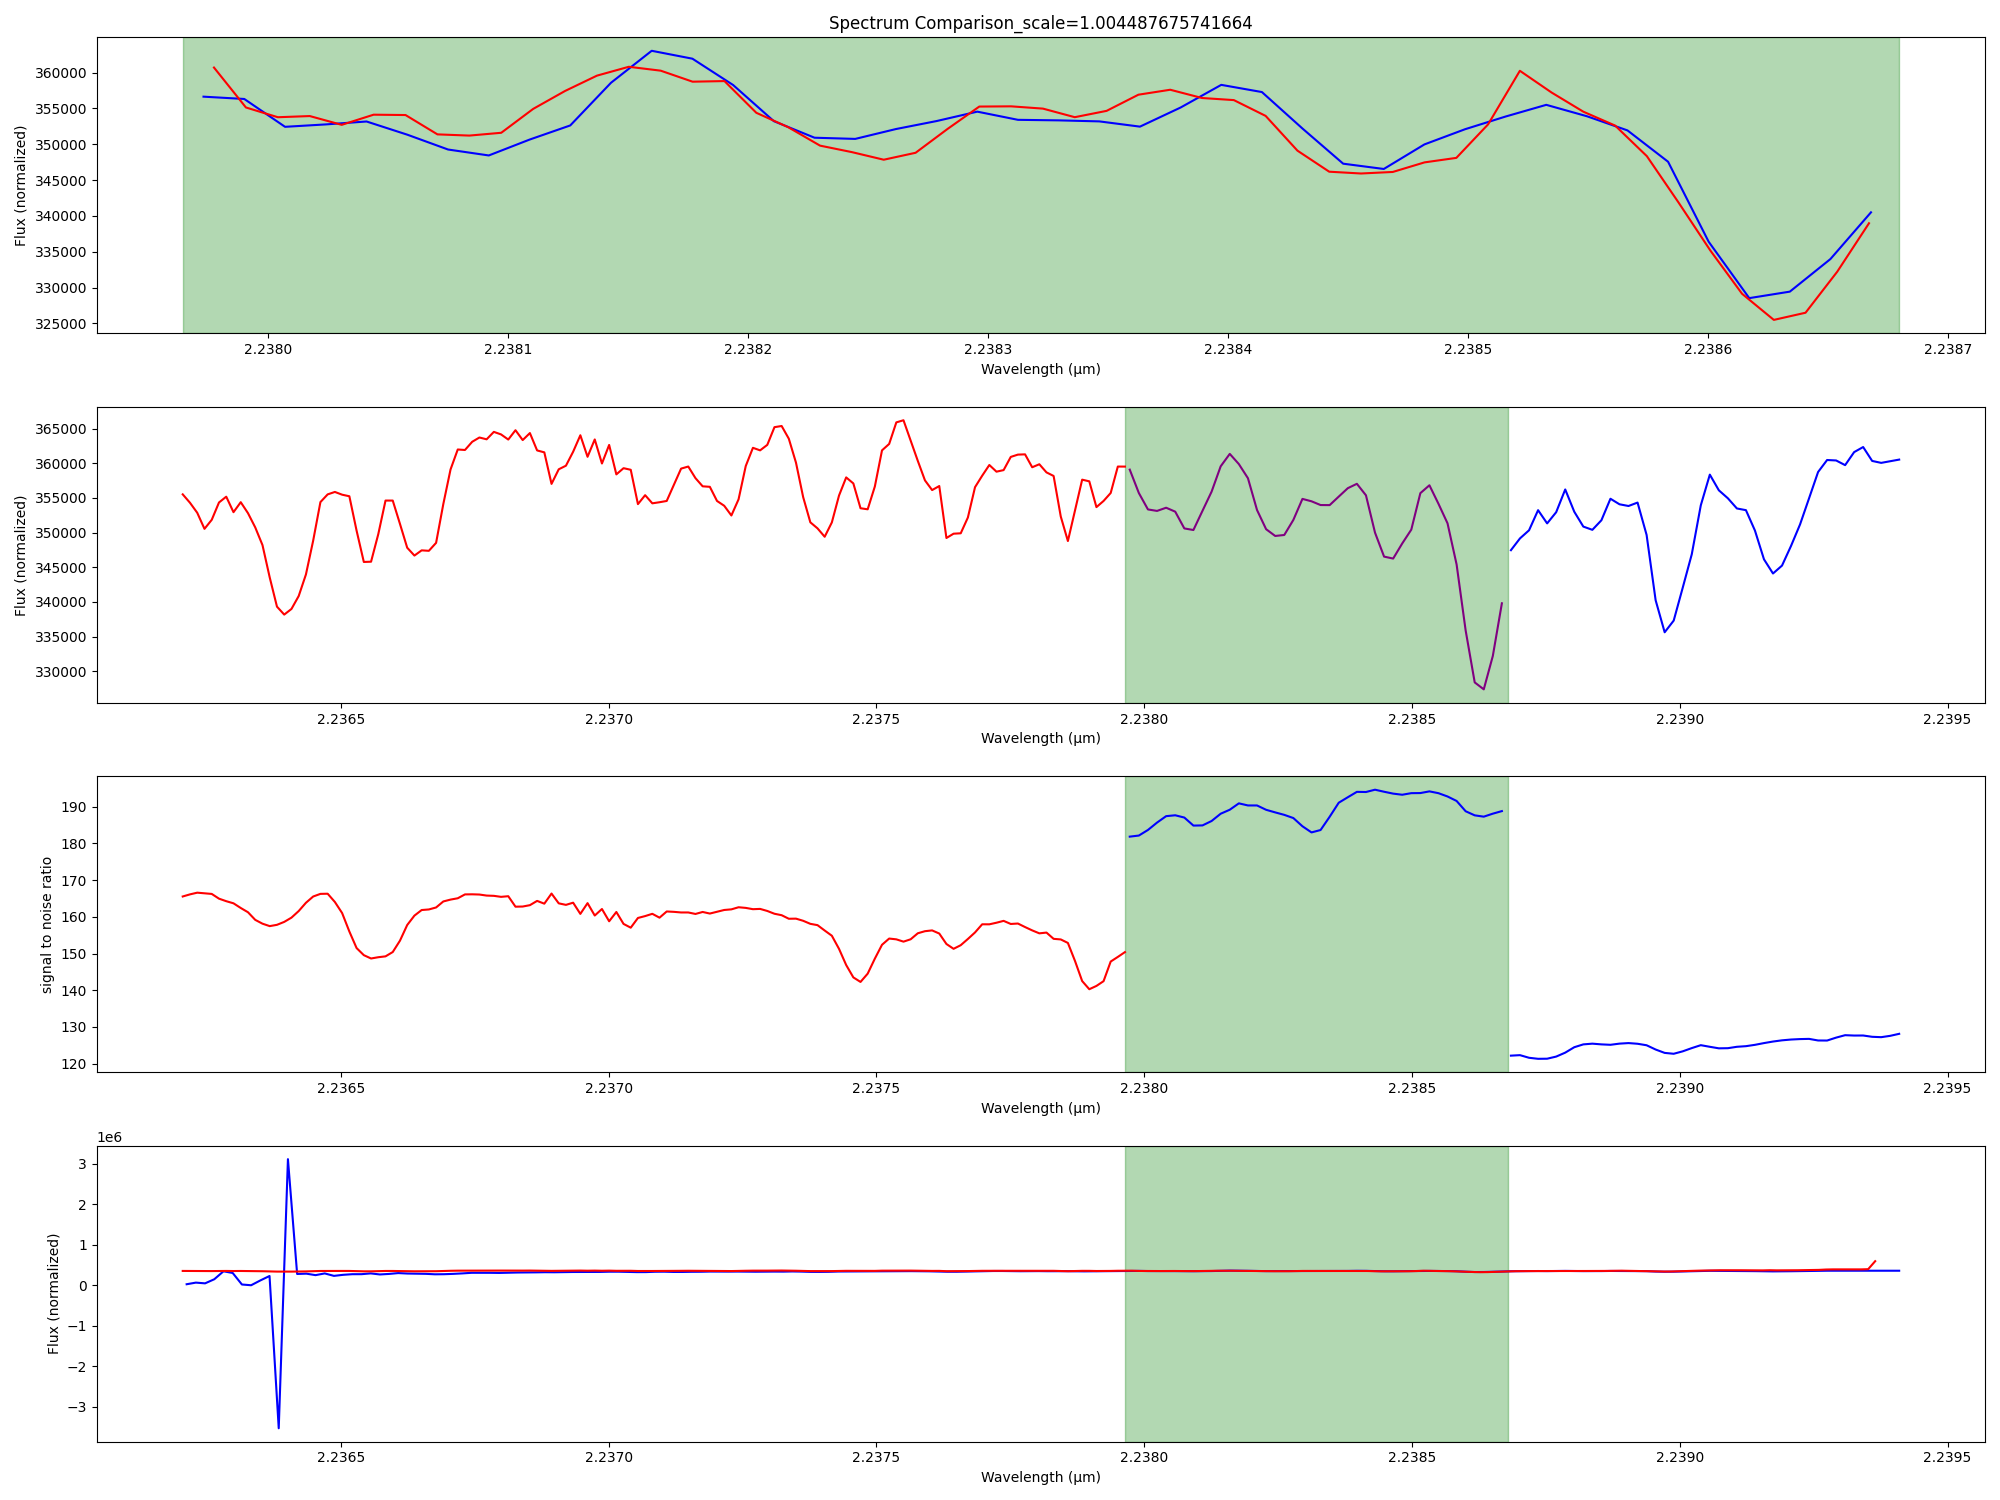 Spectrum Comparison_scale=1.004487675741664
Flux (normalized)
360000
355000
350000
345000
340000
335000
330000
325000
2.2380 2.2381 2.2382 2.2383 2.2384 2.2385 2.2386 2.2387
Wavelength (μm)
Flux (normalized)
365000
360000
355000
350000
345000
340000
335000
330000
2.2365 2.2370 2.2375 2.2380 2.2385 2.2390 2.2395
Wavelength (μm)
signal to noise ratio
190
180
170
160
150
140
130
120
2.2365 2.2370 2.2375 2.2380 2.2385 2.2390 2.2395
Wavelength (μm)
1e6
Flux (normalized)
3
2
1
0
−1
−2
−3
2.2365 2.2370 2.2375 2.2380 2.2385 2.2390 2.2395
Wavelength (μm)